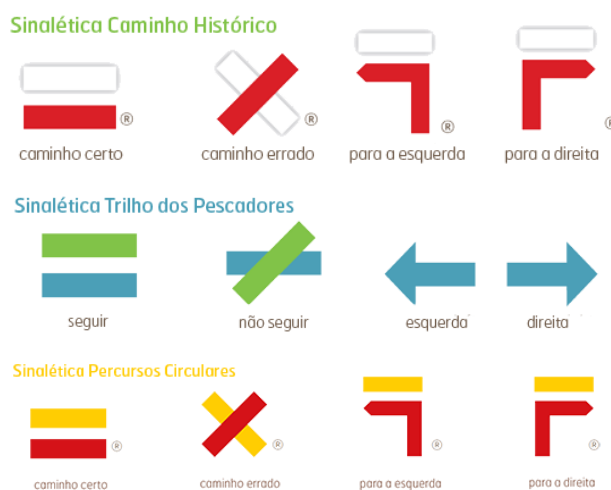 Sinalética Caminho Histórico
® ® ® ®
caminho certo caminho errado para a esquerda para a direita
Sinalética Trilho dos Pescadores
seguir não seguir esquerda direita
Sinalética Percursos Circulares
® ® ® ®
caminho certo caminho errado para a esquerda para a direita